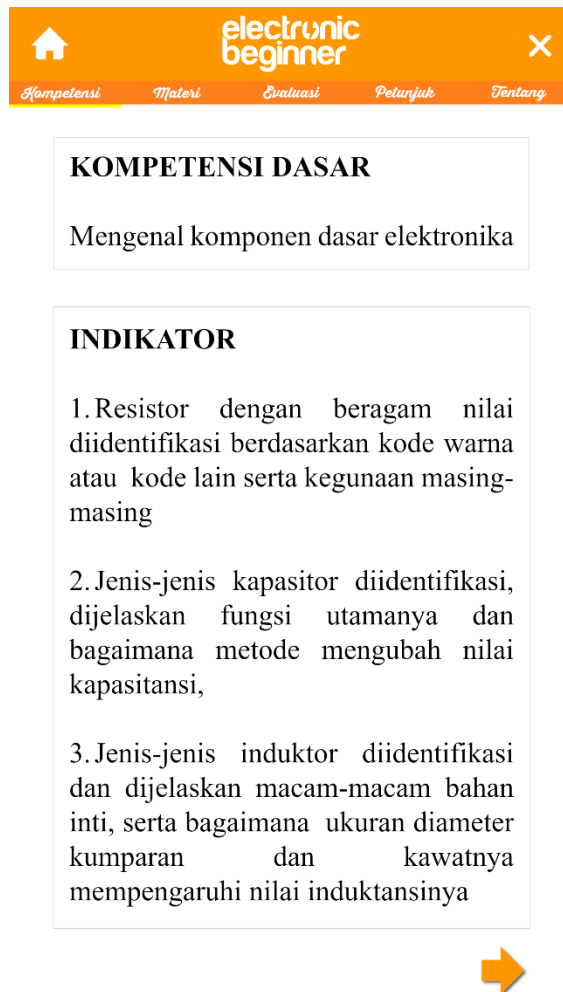 electronic
beginner
Kompetensi Materi Evaluasi Petunjuk Tentang
KOMPETENSI DASAR
Mengenal komponen dasar elektronika
INDIKATOR
1. Resistor dengan beragam nilai
diidentifikasi berdasarkan kode warna
atau kode lain serta kegunaan masing-
masing
2. Jenis-jenis kapasitor diidentifikasi,
dijelaskan fungsi utamanya dan
bagaimana metode mengubah nilai
kapasitansi,
3. Jenis-jenis induktor diidentifikasi
dan dijelaskan macam-macam bahan
inti, serta bagaimana ukuran diameter
kumparan dan kawatnya
mempengaruhi nilai induktansinya